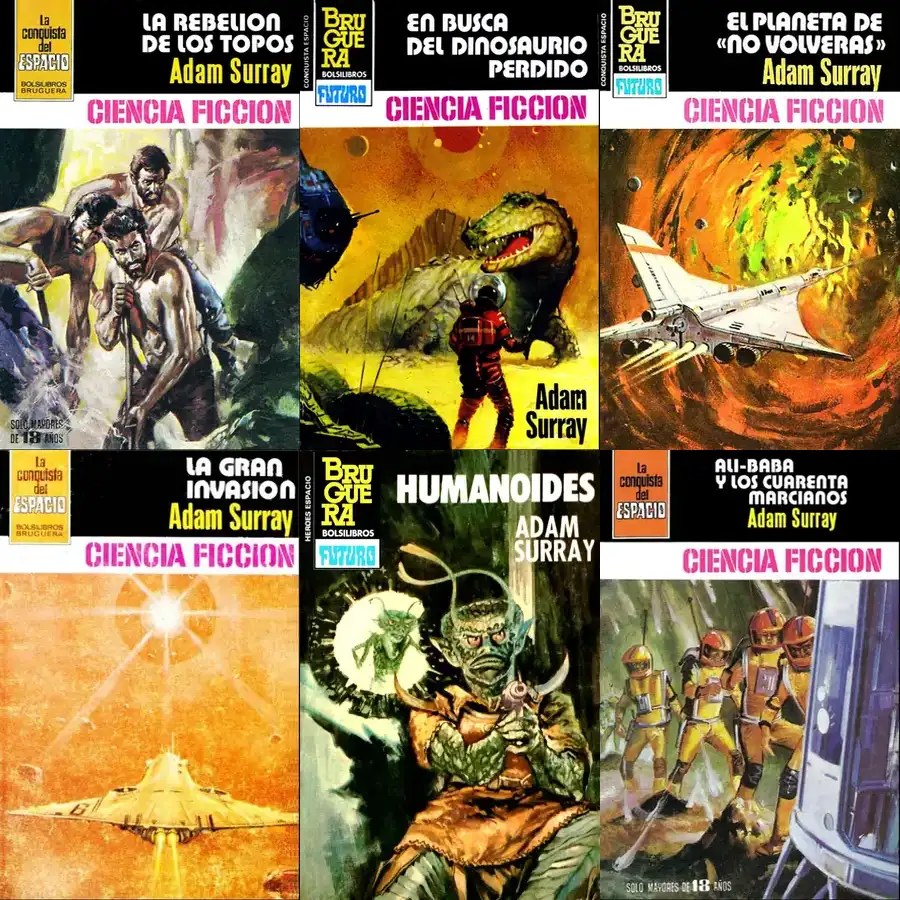 La
conquista
del
ESPACIO
BOLSILIBROS
BRUGUERA
LA REBELION
DE LOS TOPOS
Adam Surray
CIENCIA FICCION
SOLO MAYORES
DE 18 AÑOS
BRU
GUE
RA
BOLSILIBROS
FUTURO
CONQUISTA ESPACIO
EN BUSCA
DEL DINOSAURIO
PERDIDO
CIENCIA FICCION
14
Adam
Surray
BRU
GUE
RA
BOLSILIBROS
FUTURO
CONQUISTA ESPACIO
EL PLANETA DE
«NO VOLVERAS»
Adam Surray
CIENCIA FICCION
La
conquista
del
ESPACIO
BOLSILIBROS
BRUGUERA
LA GRAN
INVASION
Adam Surray
CIENCIA FICCION
BRU
GUE
RA
BOLSILIBROS
FUTURO
HEROES ESPACIO
HUMANOIDES
ADAM
SURRAY
La
conquista
del
ESPACIO
ALI-BABA
Y LOS CUARENTA
MARCIANOS
Adam Surray
CIENCIA FICCION
SOLO MAYORES DE 18 AÑOS